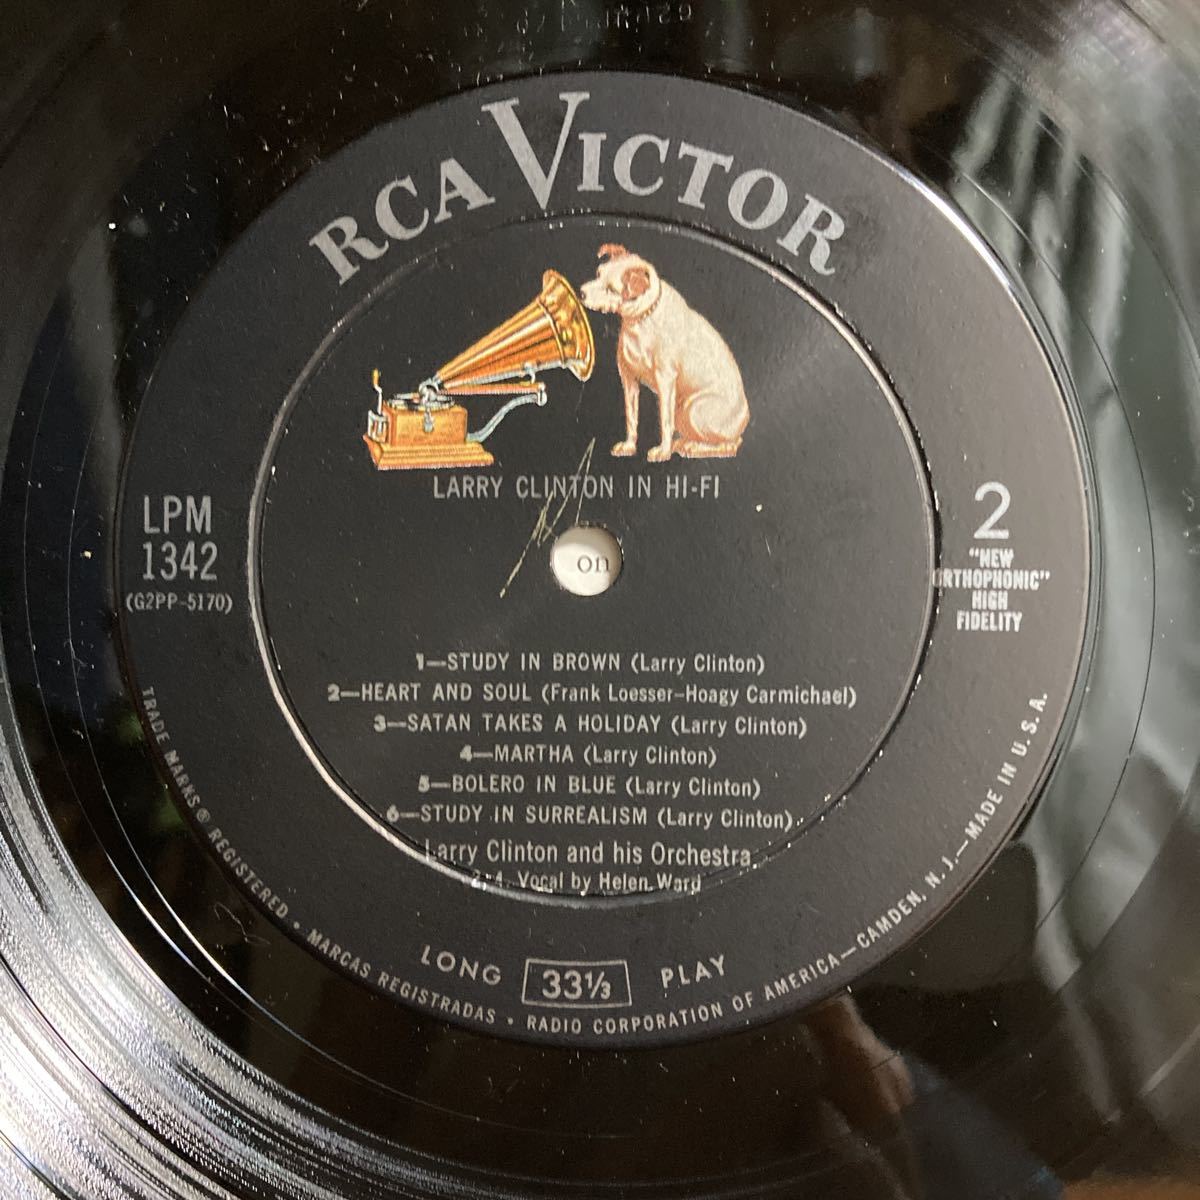 RCA VICTOR
LARRY CLINTON IN HI-FI
LPM
1342
(G2PP-5170)
2
"NEW
ORTHOPHONIC"
HIGH
FIDELITY
on
1—STUDY IN BROWN (Larry Clinton)
2—HEART AND SOUL (Frank Loesser-Hoagy Carmichael)
3—SATAN TAKES A HOLIDAY (Larry Clinton)
4—MARTHA (Larry Clinton)
5—BOLERO IN BLUE (Larry Clinton)
6—STUDY IN SURREALISM (Larry Clinton)
Larry Clinton and his Orchestra
2-4, Vocal by Helen Ward
LONG 33⅓ PLAY
TRADE MARKS ® REGISTERED • MARCAS REGISTRADAS • RADIO CORPORATION OF AMERICA—CAMDEN, N. J.—MADE IN U. S. A.